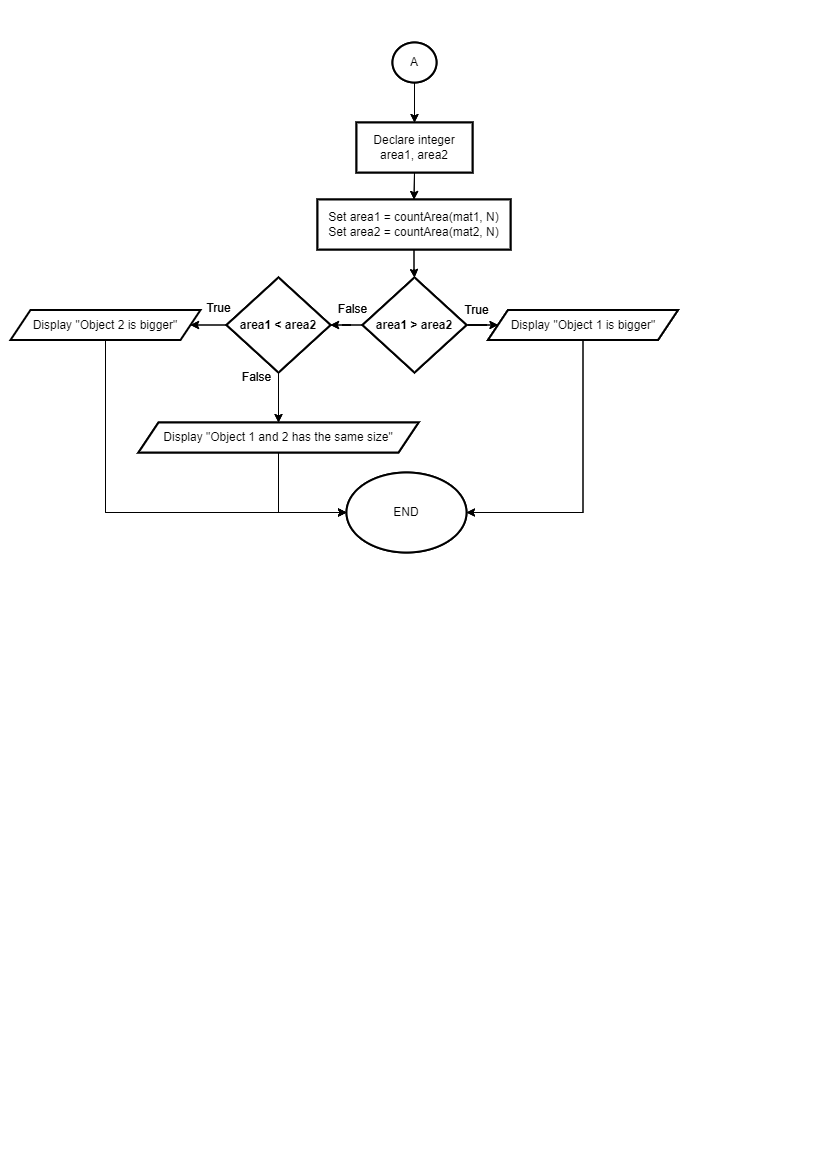 A
Declare integer
area1, area2
Set area1 = countArea(mat1, N)
Set area2 = countArea(mat2, N)
True
False
True
Display "Object 2 is bigger"
area1 < area2
area1 > area2
Display "Object 1 is bigger"
False
Display "Object 1 and 2 has the same size"
END